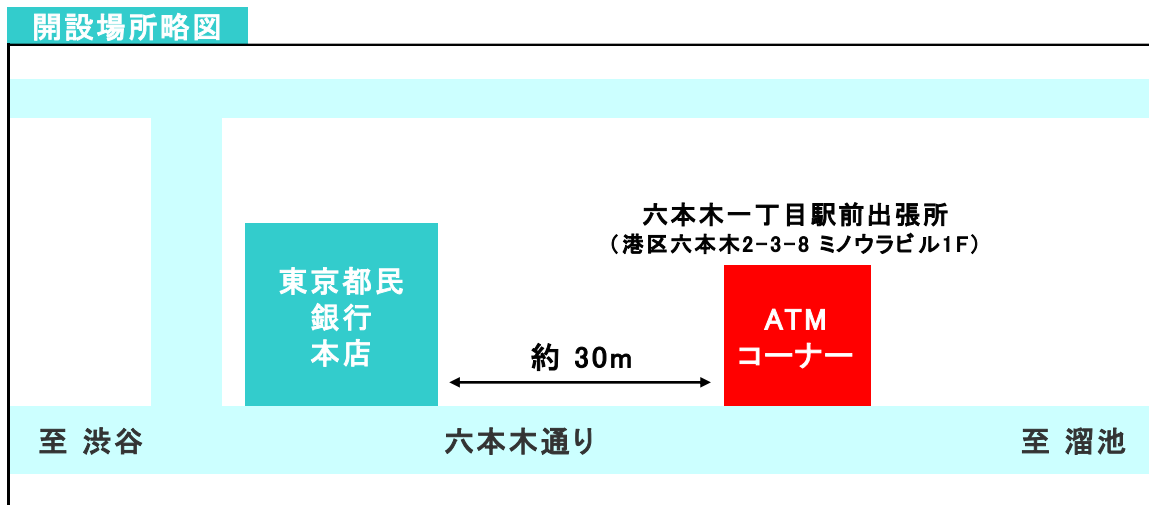 開設場所略図
六本木一丁目駅前出張所
（港区六本木2-3-8 ミノウラビル1F）
東京都民
銀行
本店
ATM
コーナー
約 30m
至 渋谷
六本木通り
至 溜池